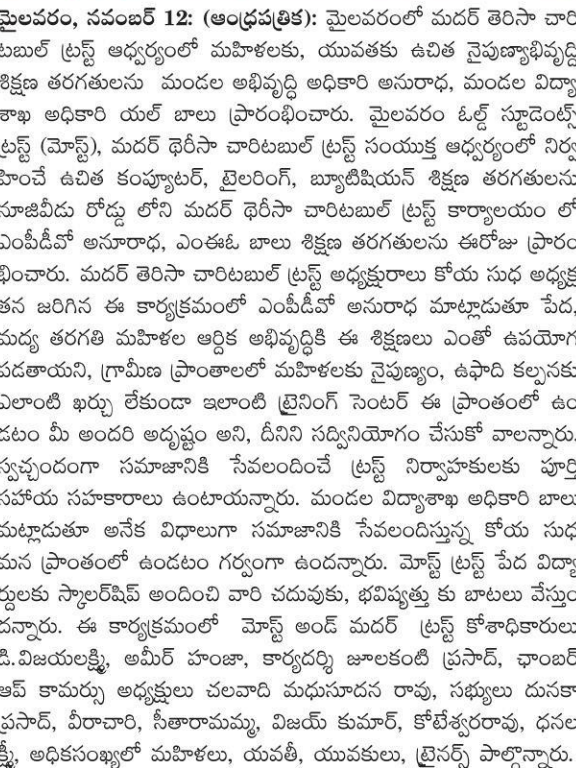 మైలవరం, నవంబర్ 12: (ఆంధ్రపత్రిక): మైలవరంలో మదర్ తెరిసా చారి
టబుల్ ట్రస్ట్ ఆధ్వర్యంలో మహిళలకు, యువతకు ఉచిత నైపుణ్యాభివృద్ది
శిక్షణ తరగతులను మండల అభివృద్ధి అధికారి అనురాధ, మండల విద్యా
శాఖ అధికారి యల్ బాలు ప్రారంభించారు. మైలవరం ఓల్డ్ స్టూడెంట్స్
ట్రస్ట్ (మోస్ట్), మదర్ థెరీసా చారిటబుల్ ట్రస్ట్ సంయుక్త ఆధ్వర్యంలో నిర్వ
హించే ఉచిత కంప్యూటర్, టైలరింగ్, బ్యూటిషియన్ శిక్షణ తరగతులను
నూజివీడు రోడ్డు లోని మదర్ థెరీసా చారిటబుల్ ట్రస్ట్ కార్యాలయం లో
ఎంపీడీవో అనూరాధ, ఎంఈఓ బాలు శిక్షణ తరగతులను ఈరోజు ప్రారం
భించారు. మదర్ తెరిసా చారిటబుల్ ట్రస్ట్ అధ్యక్షురాలు కోయ సుధ అధ్యక్ష
తన జరిగిన ఈ కార్యక్రమంలో ఎంపీడీవో అనురాధ మాట్లాడుతూ పేద,
మద్య తరగతి మహిళల ఆర్దిక అభివృద్ధికి ఈ శిక్షణలు ఎంతో ఉపయోగ
పడతాయని, గ్రామీణ ప్రాంతాలలో మహిళలకు నైపుణ్యం, ఉఫాది కల్పనకు
ఎలాంటి ఖర్చు లేకుండా ఇలాంటి ట్రైనింగ్ సెంటర్ ఈ ప్రాంతంలో ఉం
డటం మీ అందరి అదృష్టం అని, దీనిని సద్వినియోగం చేసుకో వాలన్నారు.
స్వచ్ఛందంగా సమాజానికి సేవలందించే ట్రస్ట్ నిర్వాహకులకు పూర్తి
సహాయ సహకారాలు ఉంటాయన్నారు. మండల విద్యాశాఖ అధికారి బాలు
మట్లాడుతూ అనేక విధాలుగా సమాజానికి సేవలందిస్తున్న కోయ సుధ
మన ప్రాంతంలో ఉండటం గర్వంగా ఉందన్నారు. మోస్ట్ ట్రస్ట్ పేద విద్యా
ర్దులకు స్కాలర్‌షిప్ అందించి వారి చదువుకు, భవిష్యత్తు కు బాటలు వేస్తుం
దన్నారు. ఈ కార్యక్రమంలో మోస్ట్ అండ్ మదర్ ట్రస్ట్ కోశాధికారులు
డి.విజయలక్ష్మి, అమీర్ హంజా, కార్యదర్శి జూలకంటి ప్రసాద్, ఛాంబర్
ఆప్ కామర్సు అధ్యక్షులు చలవాది మధుసూదన రావు, సభ్యులు దునకా
ప్రసాద్, వీరాచారి, సీతారామమ్మ, విజయ్ కుమార్, కోటేశ్వరరావు, ధనల
క్ష్మీ, అధికసంఖ్యలో మహిళలు, యవతీ, యువకులు, ట్రైనర్స్ పాల్గొన్నారు.